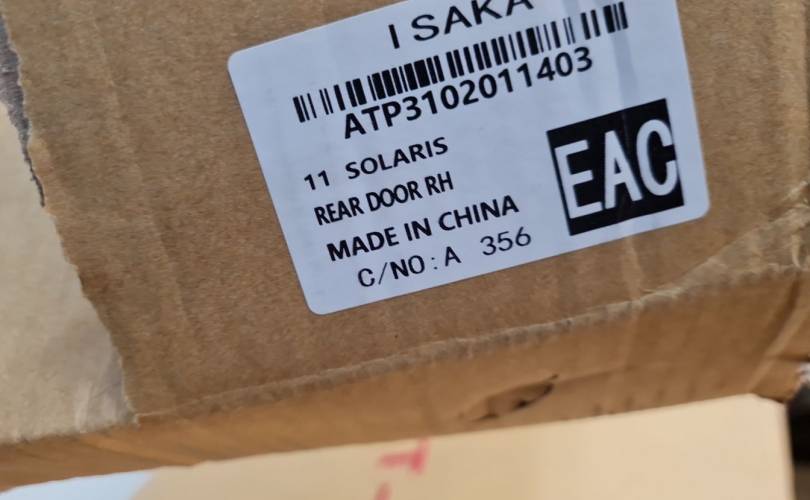 I SAKA
ATP3102011403
11 SOLARIS
REAR DOOR RH
MADE IN CHINA
C/NO:A 356
EAC